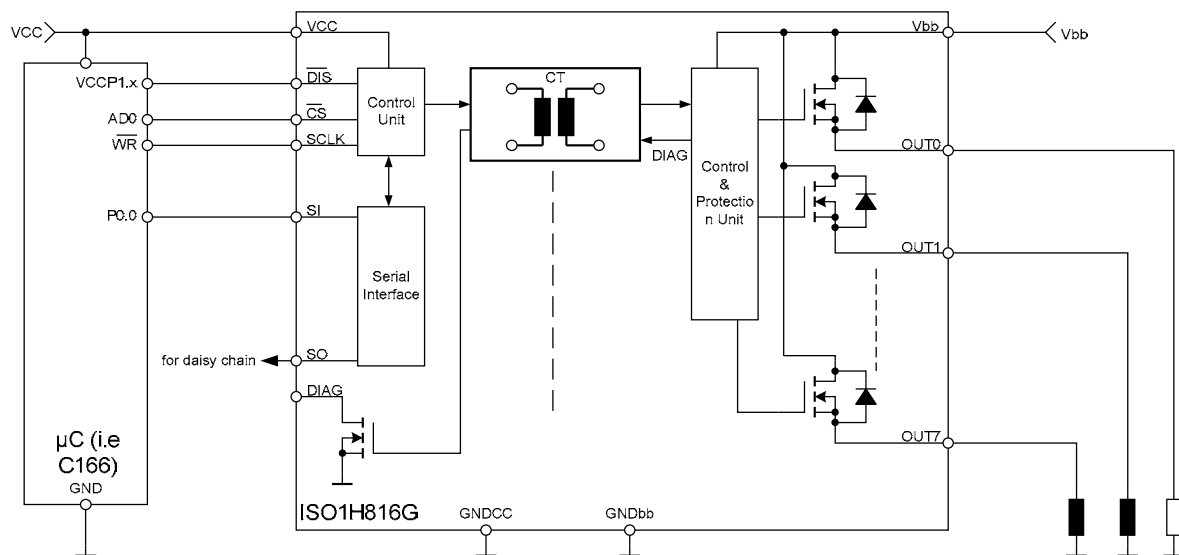 VCC
VCC
Vbb
Vbb
VCCP1.x
DIS
CT
AD0
CS
Control
Unit
WR
SCLK
DIAG
OUT0
Control
&
Protectio
n Unit
P0.0
SI
OUT1
Serial
Interface
for daisy chain
SO
DIAG
µC (i.e
C166)
OUT7
GND
ISO1H816G
GNDCC
GNDbb